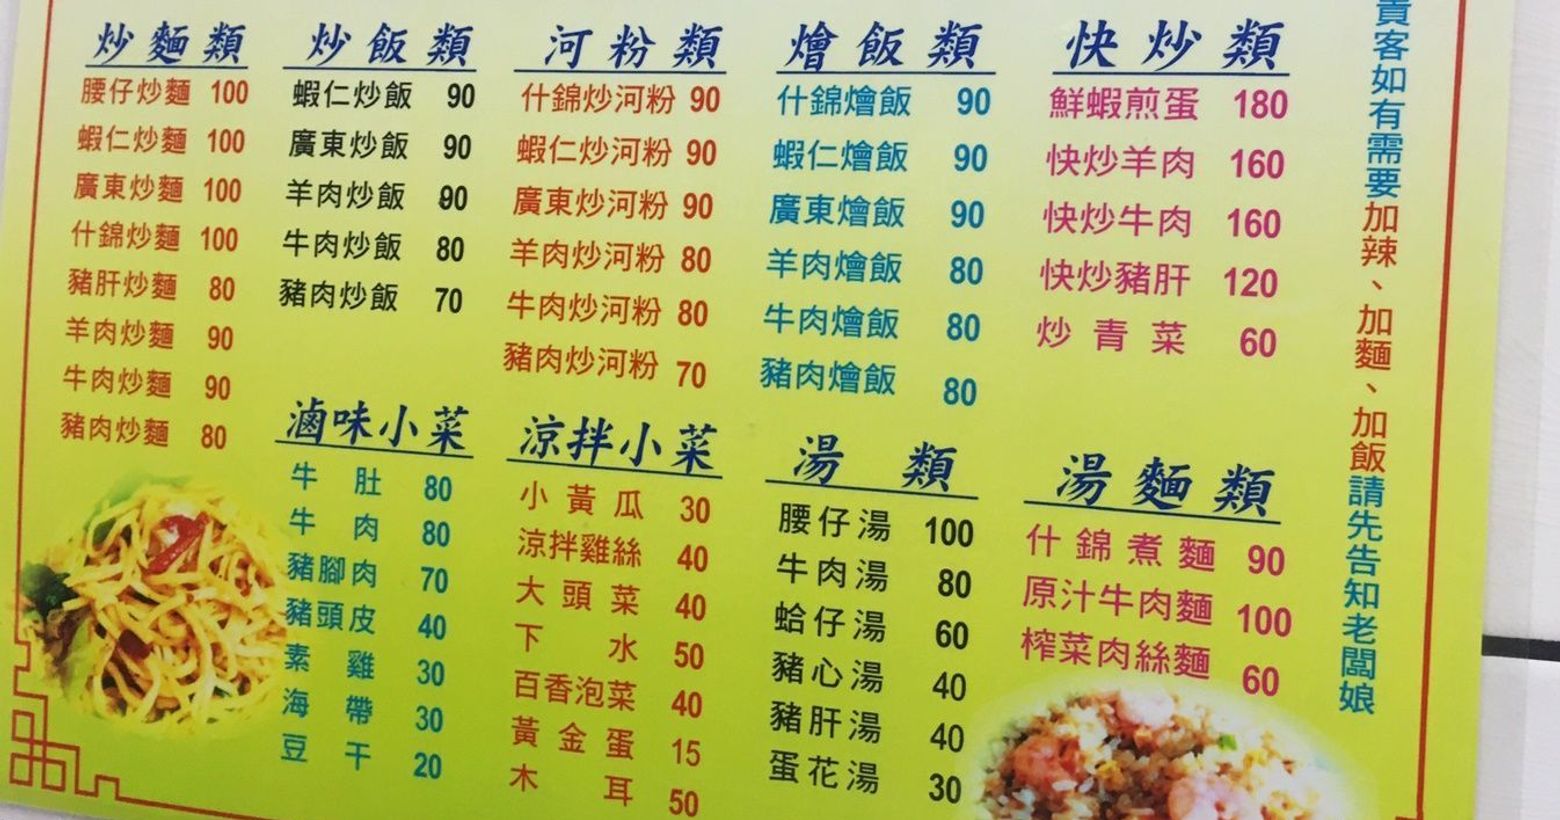 炒麵類
腰仔炒麵 100
蝦仁炒麵 100
廣東炒麵 100
什錦炒麵 100
豬肝炒麵 80
羊肉炒麵 90
牛肉炒麵 90
豬肉炒麵 80
炒飯類
蝦仁炒飯 90
廣東炒飯 90
羊肉炒飯 90
牛肉炒飯 80
豬肉炒飯 70
河粉類
什錦炒河粉 90
蝦仁炒河粉 90
廣東炒河粉 90
羊肉炒河粉 80
牛肉炒河粉 80
豬肉炒河粉 70
燴飯類
什錦燴飯 90
蝦仁燴飯 90
廣東燴飯 90
羊肉燴飯 80
牛肉燴飯 80
豬肉燴飯 80
快炒類
鮮蝦煎蛋 180
快炒羊肉 160
快炒牛肉 160
快炒豬肝 120
炒青菜 60
滷味小菜
牛肚 80
牛肉 80
豬腳肉 70
豬頭皮 40
素雞 30
海帶 30
豆干 20
涼拌小菜
小黃瓜 30
涼拌雞絲 40
大頭菜 40
下水 50
百香泡菜 40
黃金蛋 15
木耳 50
湯類
腰仔湯 100
牛肉湯 80
蛤仔湯 60
豬心湯 40
豬肝湯 40
蛋花湯 30
湯麵類
什錦煮麵 90
原汁牛肉麵 100
榨菜肉絲麵 60
貴客如有需要加辣、加麵、加飯請先告知老闆娘